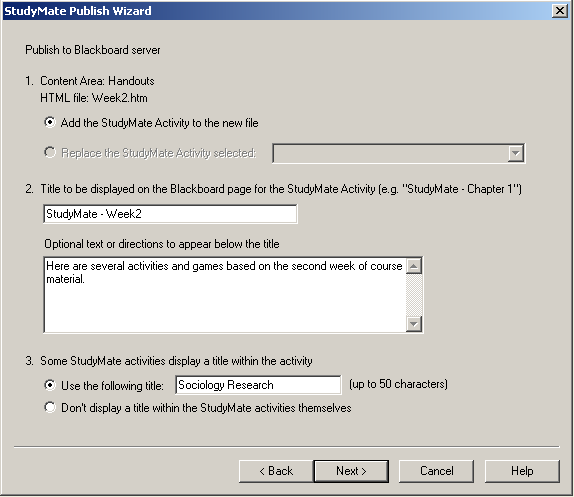 StudyMate Publish Wizard
Publish to Blackboard server
1. Content Area: Handouts
HTML file: Week2.htm
Add the StudyMate Activity to the new file
Replace the StudyMate Activity selected:
2. Title to be displayed on the Blackboard page for the StudyMate Activity (e.g. "StudyMate - Chapter 1")
StudyMate - Week2
Optional text or directions to appear below the title
Here are several activities and games based on the second week of course
material.
3. Some StudyMate activities display a title within the activity
Use the following title: Sociology Research (up to 50 characters)
Don't display a title within the StudyMate activities themselves
< Back Next > Cancel Help